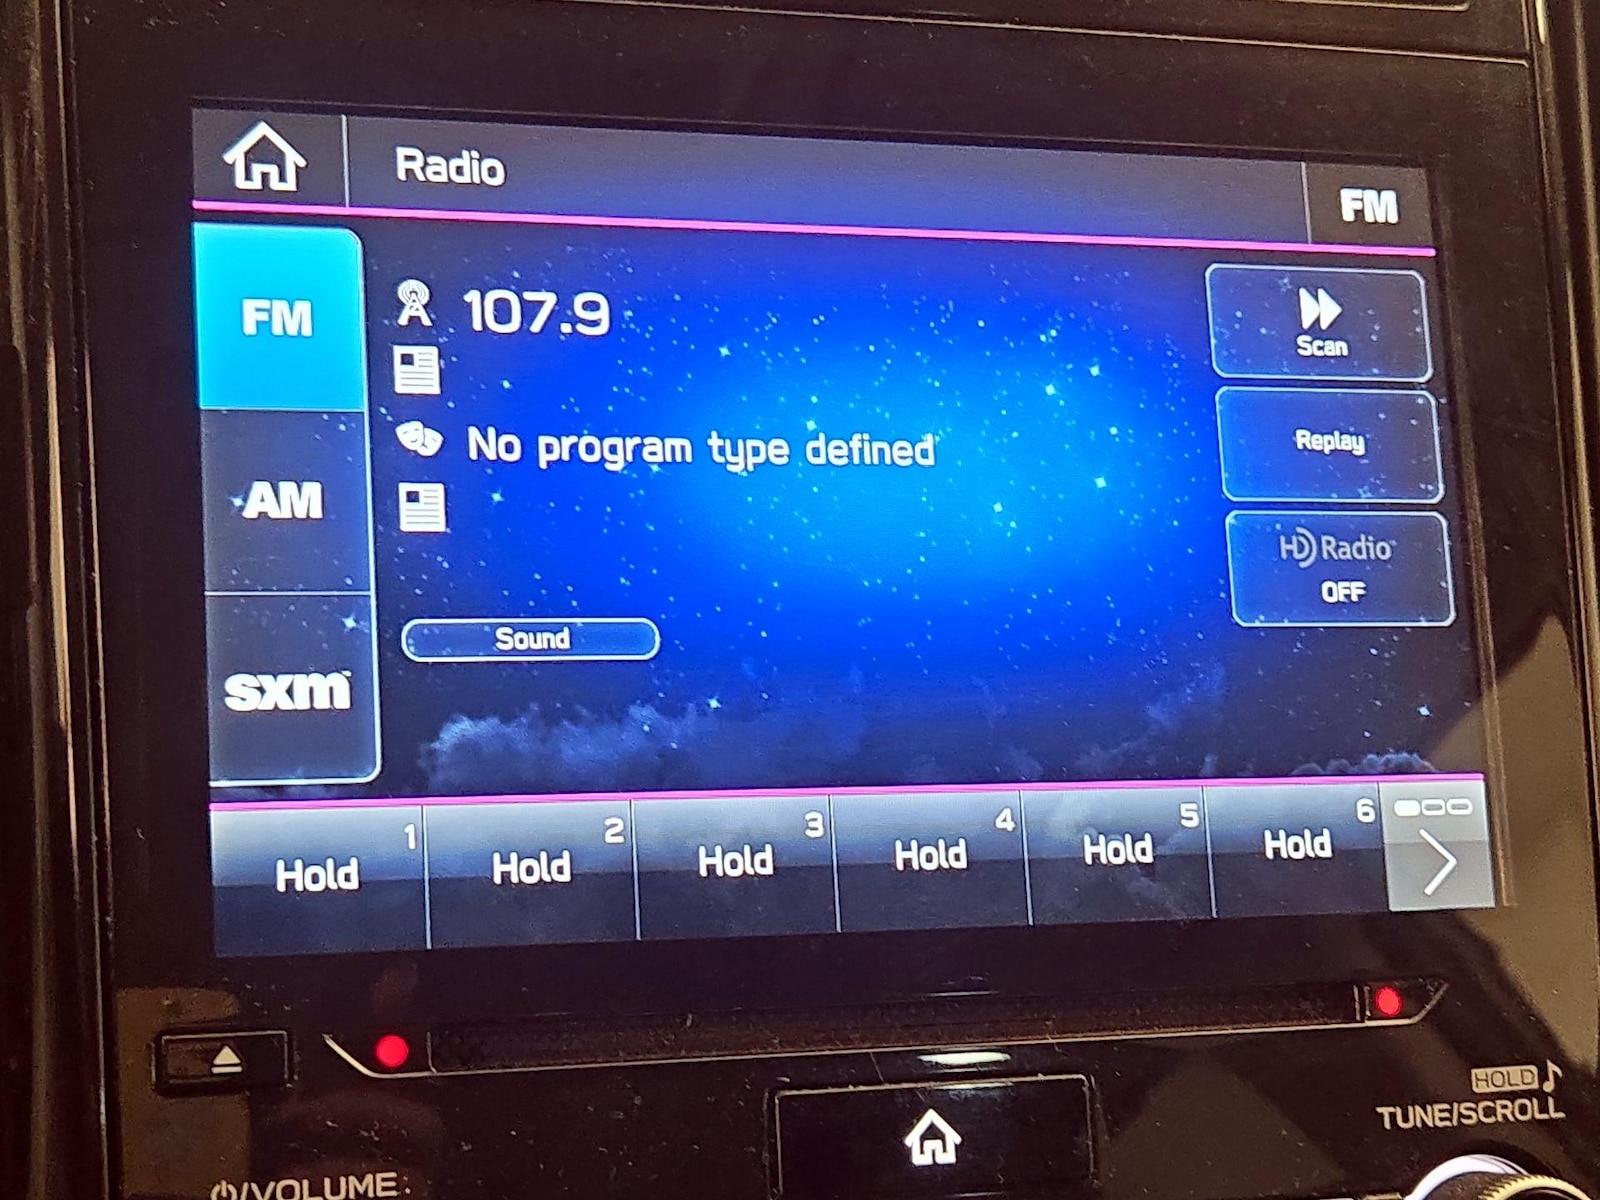 Radio
FM
FM
107.9
Scan
No program type defined
Replay
AM
HD Radio
OFF
Sound
sxm
1
Hold
2
Hold
3
Hold
4
Hold
5
Hold
6
Hold
HOLD
TUNE/SCROLL
/VOLUME